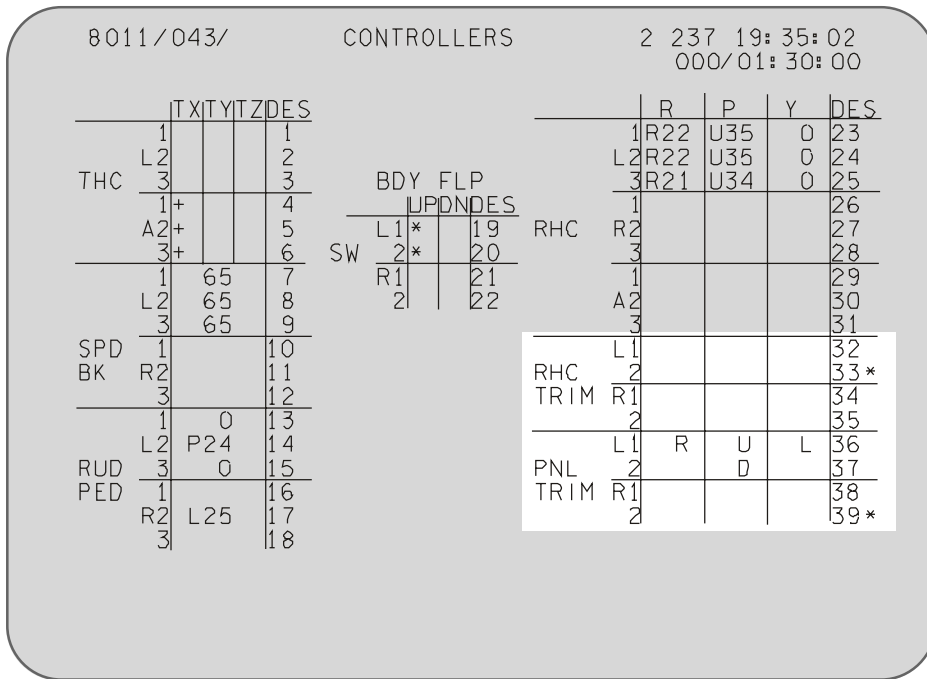 8011/043/ CONTROLLERS 2 237 19:35:02
000/01:30:00
TX TY TZ DES R P Y DES
1 1 1 R22 U35 0 23
L2 2 L2 R22 U35 0 24
THC 3 3 BDY FLP 3 R21 U34 0 25
1 + 4 UP DN DES 1 26
A2 + 5 L1 * 19 RHC R2 27
3 + 6 SW 2 * 20 3 28
1 65 7 R1 21 1 29
L2 65 8 2 22 A2 30
3 65 9 3 31
SPD 1 10 L1 32
BK R2 11 RHC 2 33 *
3 12 TRIM R1 34
1 0 13 2 35
L2 P24 14 L1 R U L 36
RUD 3 0 15 PNL 2 D 37
PED 1 16 TRIM R1 38
R2 L25 17 2 39 *
3 18